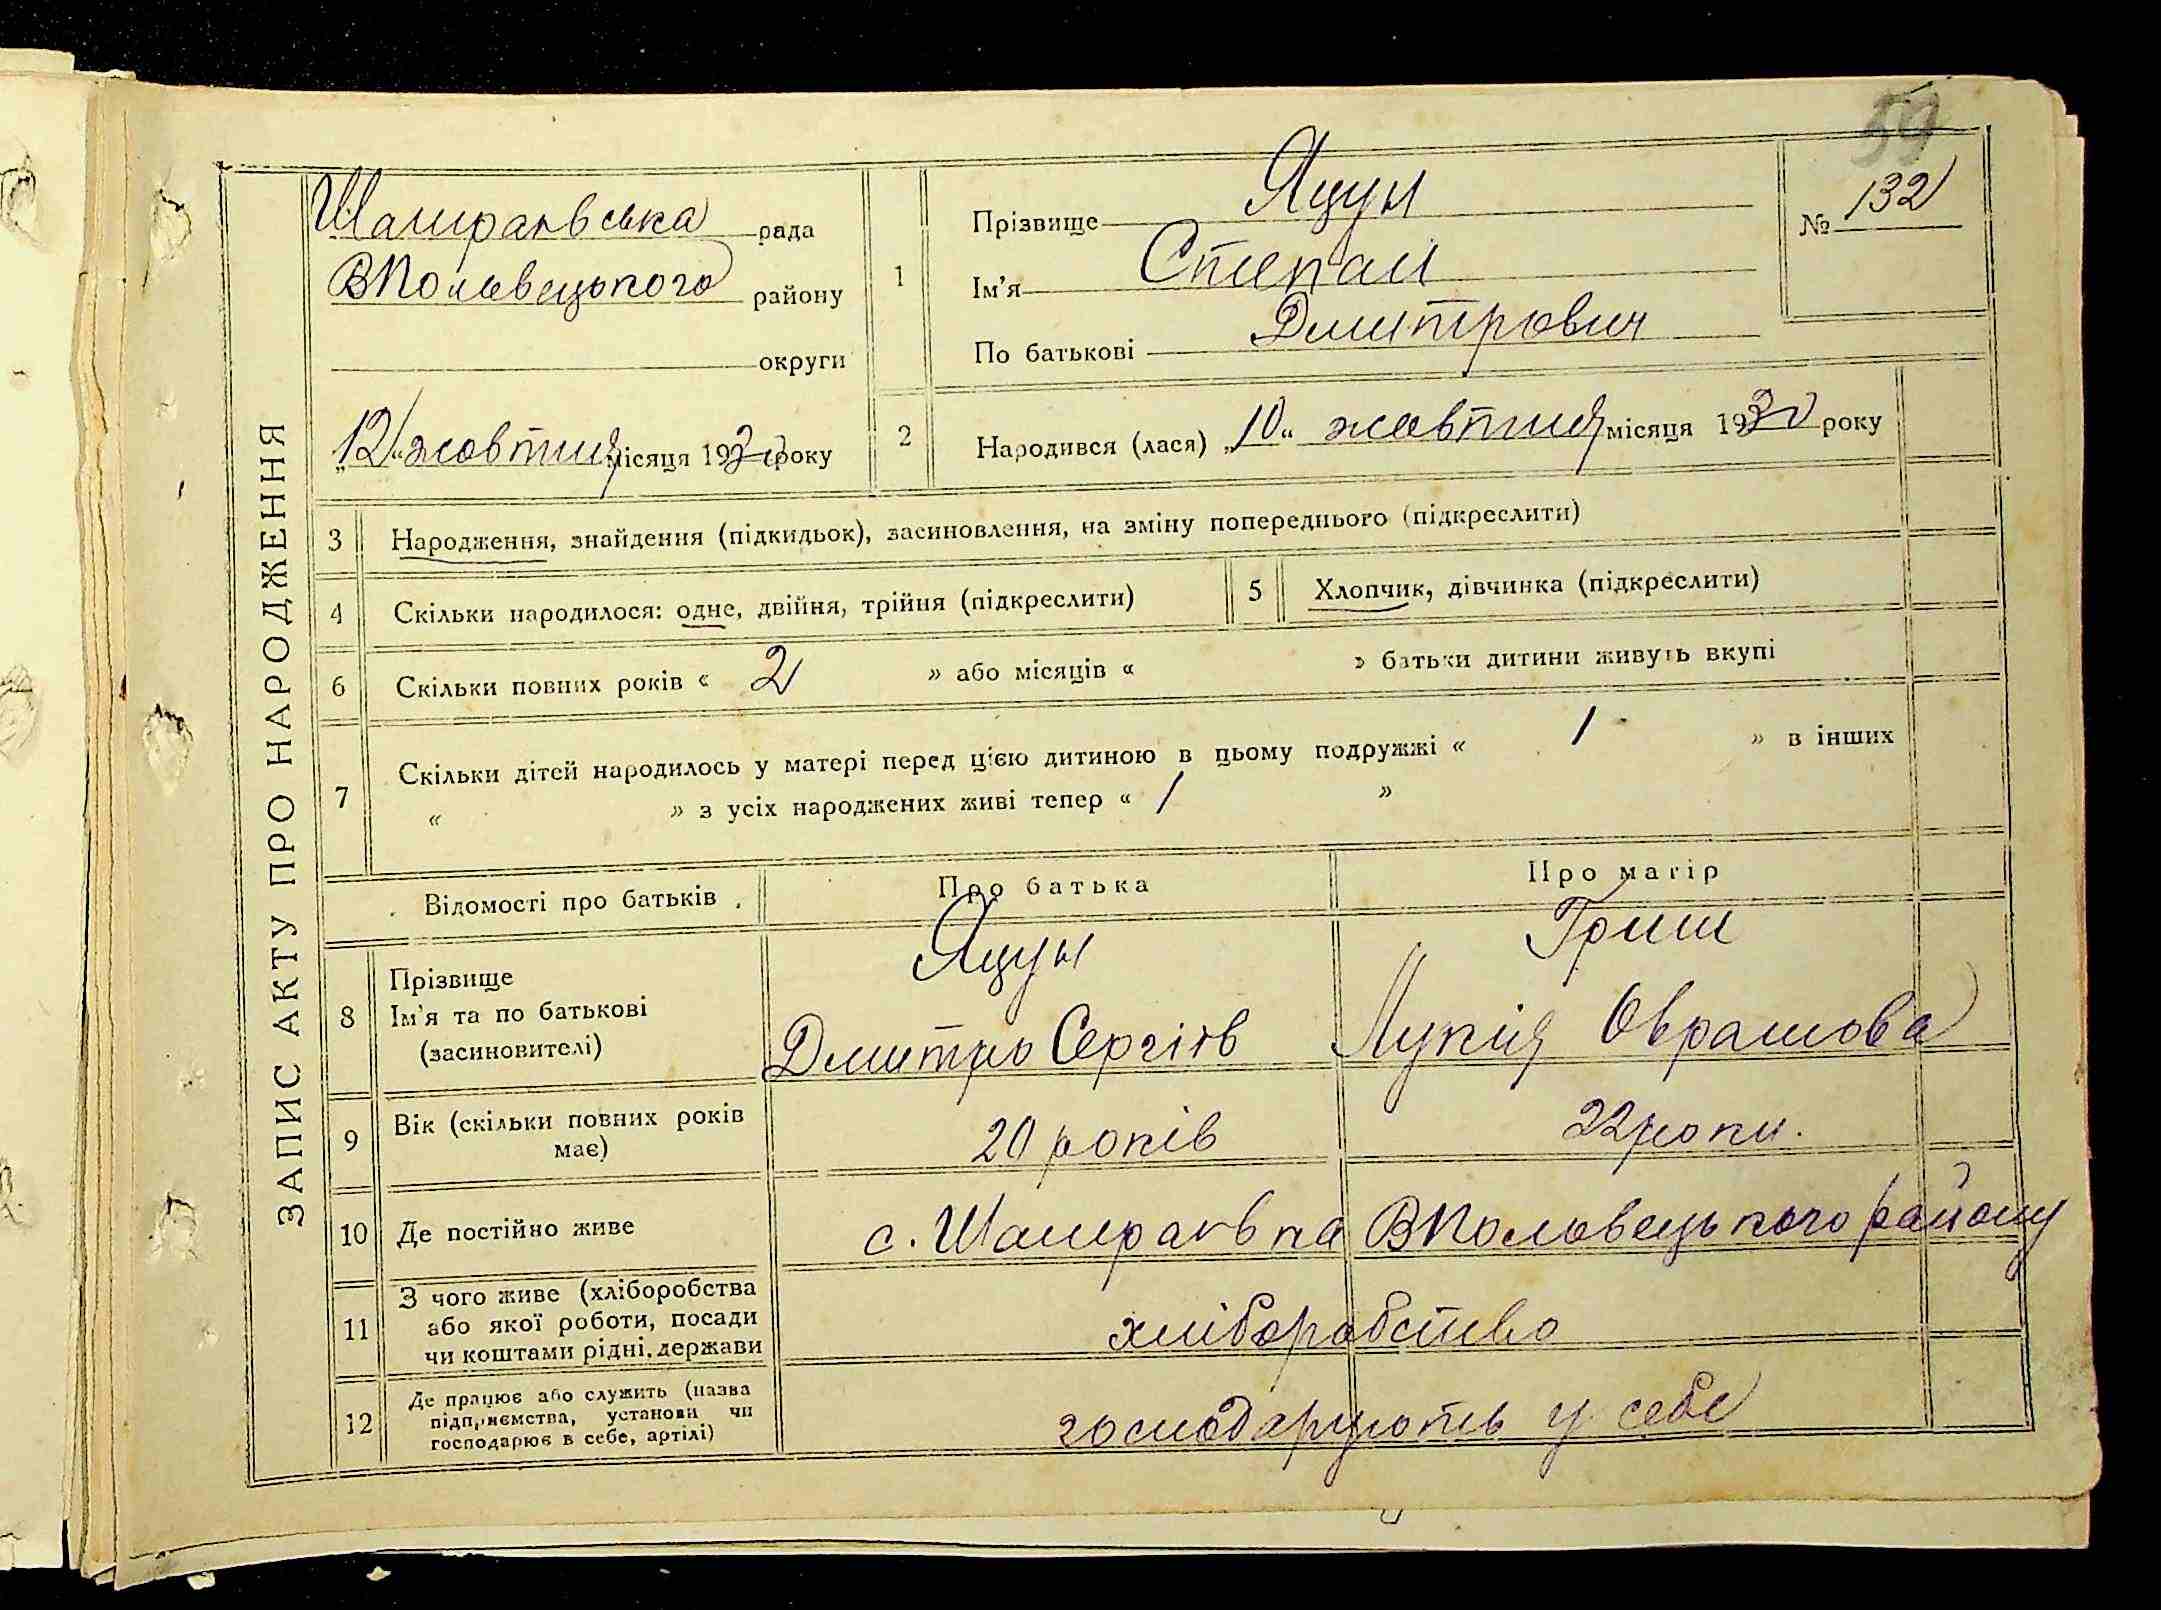 59
ЗАПИС АКТУ ПРО НАРОДЖЕННЯ
Шамраївська рада
ВПоловецького району
округи
„12“ жовтня місяця 1930 року
1
Прізвище Яцун
Ім'я Степан
По батькові Дмитрович
№ 132
2
Народився (лася) „10“ жовтня місяця 1930 року
3 Народження, знайдення (підкидьок), засиновлення, на зміну попереднього (підкреслити)
4 Скільки народилося: одне, двійня, трійня (підкреслити)
5 Хлопчик, дівчинка (підкреслити)
6 Скільки повних років « 2 » або місяців « » батьки дитини живуть вкупі
7 Скільки дітей народилось у матері перед цією дитиною в цьому подружжі « 1 » в інших
« » з усіх народжених живі тепер « 1 »
Відомості про батьків
Про батька
Про матір
8 Прізвище
Ім'я та по батькові
(засиновителі)
Яцун
Дмитро Сергіїв
Гриш
Лукія Оврамова
9 Вік (скільки повних років
має)
20 років
22 роки.
10 Де постійно живе
с. Шамраївка ВПоловецького району
11 З чого живе (хліборобства
або якої роботи, посади
чи коштами рідні, держави
хліборобство
12 Де працює або служить (назва
підприємства, установи чи
господарює в себе, артілі)
господарують у себе